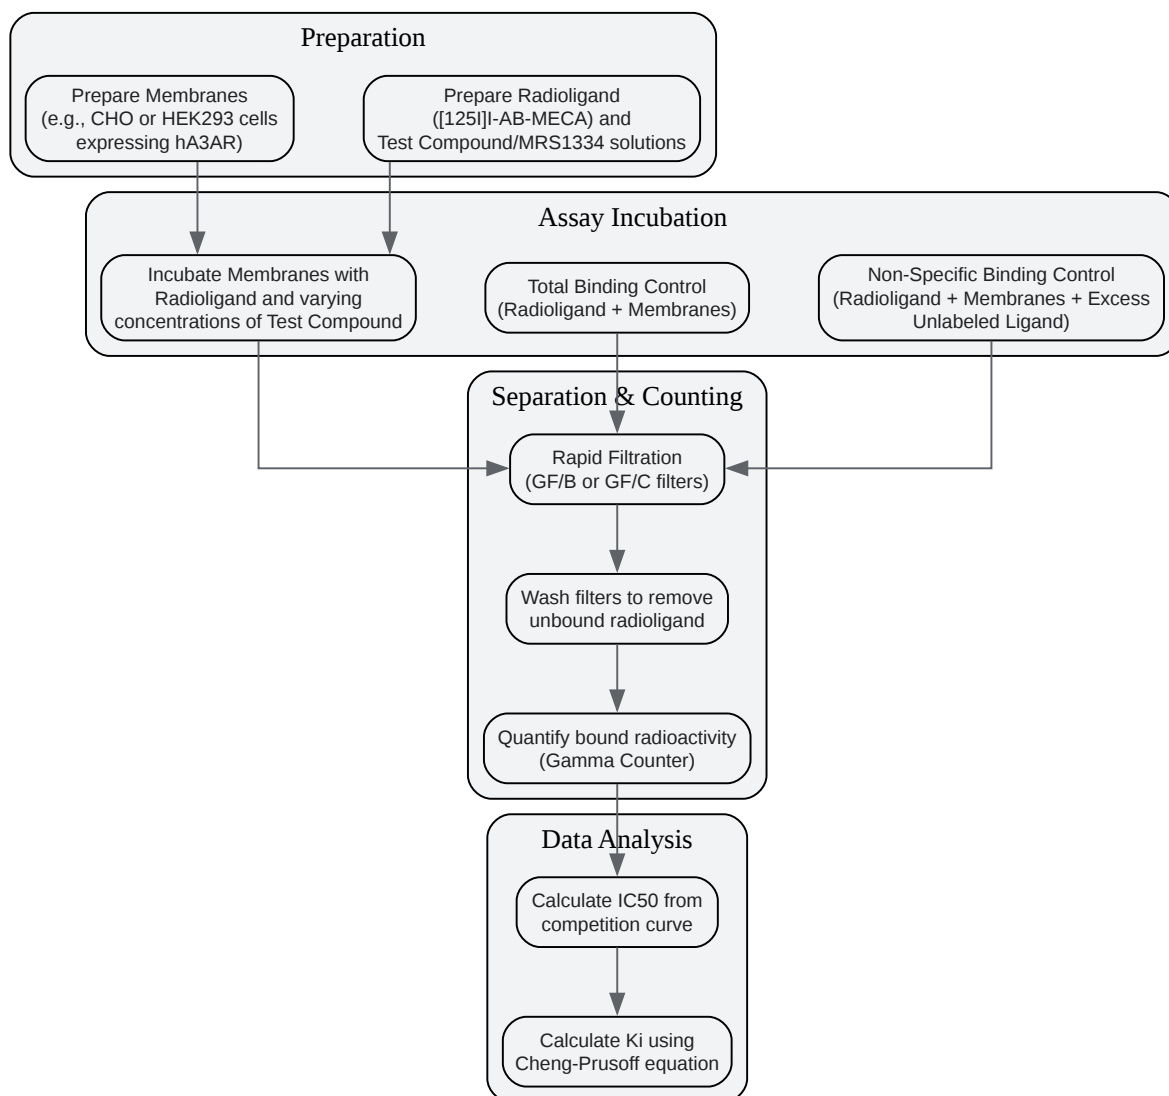 Preparation
Prepare Membranes
(e.g., CHO or HEK293 cells
expressing hA3AR)
Prepare Radioligand
([125I]I-AB-MECA) and
Test Compound/MRS1334 solutions
Assay Incubation
Incubate Membranes with
Radioligand and varying
concentrations of Test Compound
Total Binding Control
(Radioligand + Membranes)
Non-Specific Binding Control
(Radioligand + Membranes + Excess
Unlabeled Ligand)
Separation & Counting
Rapid Filtration
(GF/B or GF/C filters)
Wash filters to remove
unbound radioligand
Quantify bound radioactivity
(Gamma Counter)
Data Analysis
Calculate IC50 from
competition curve
Calculate Ki using
Cheng-Prusoff equation